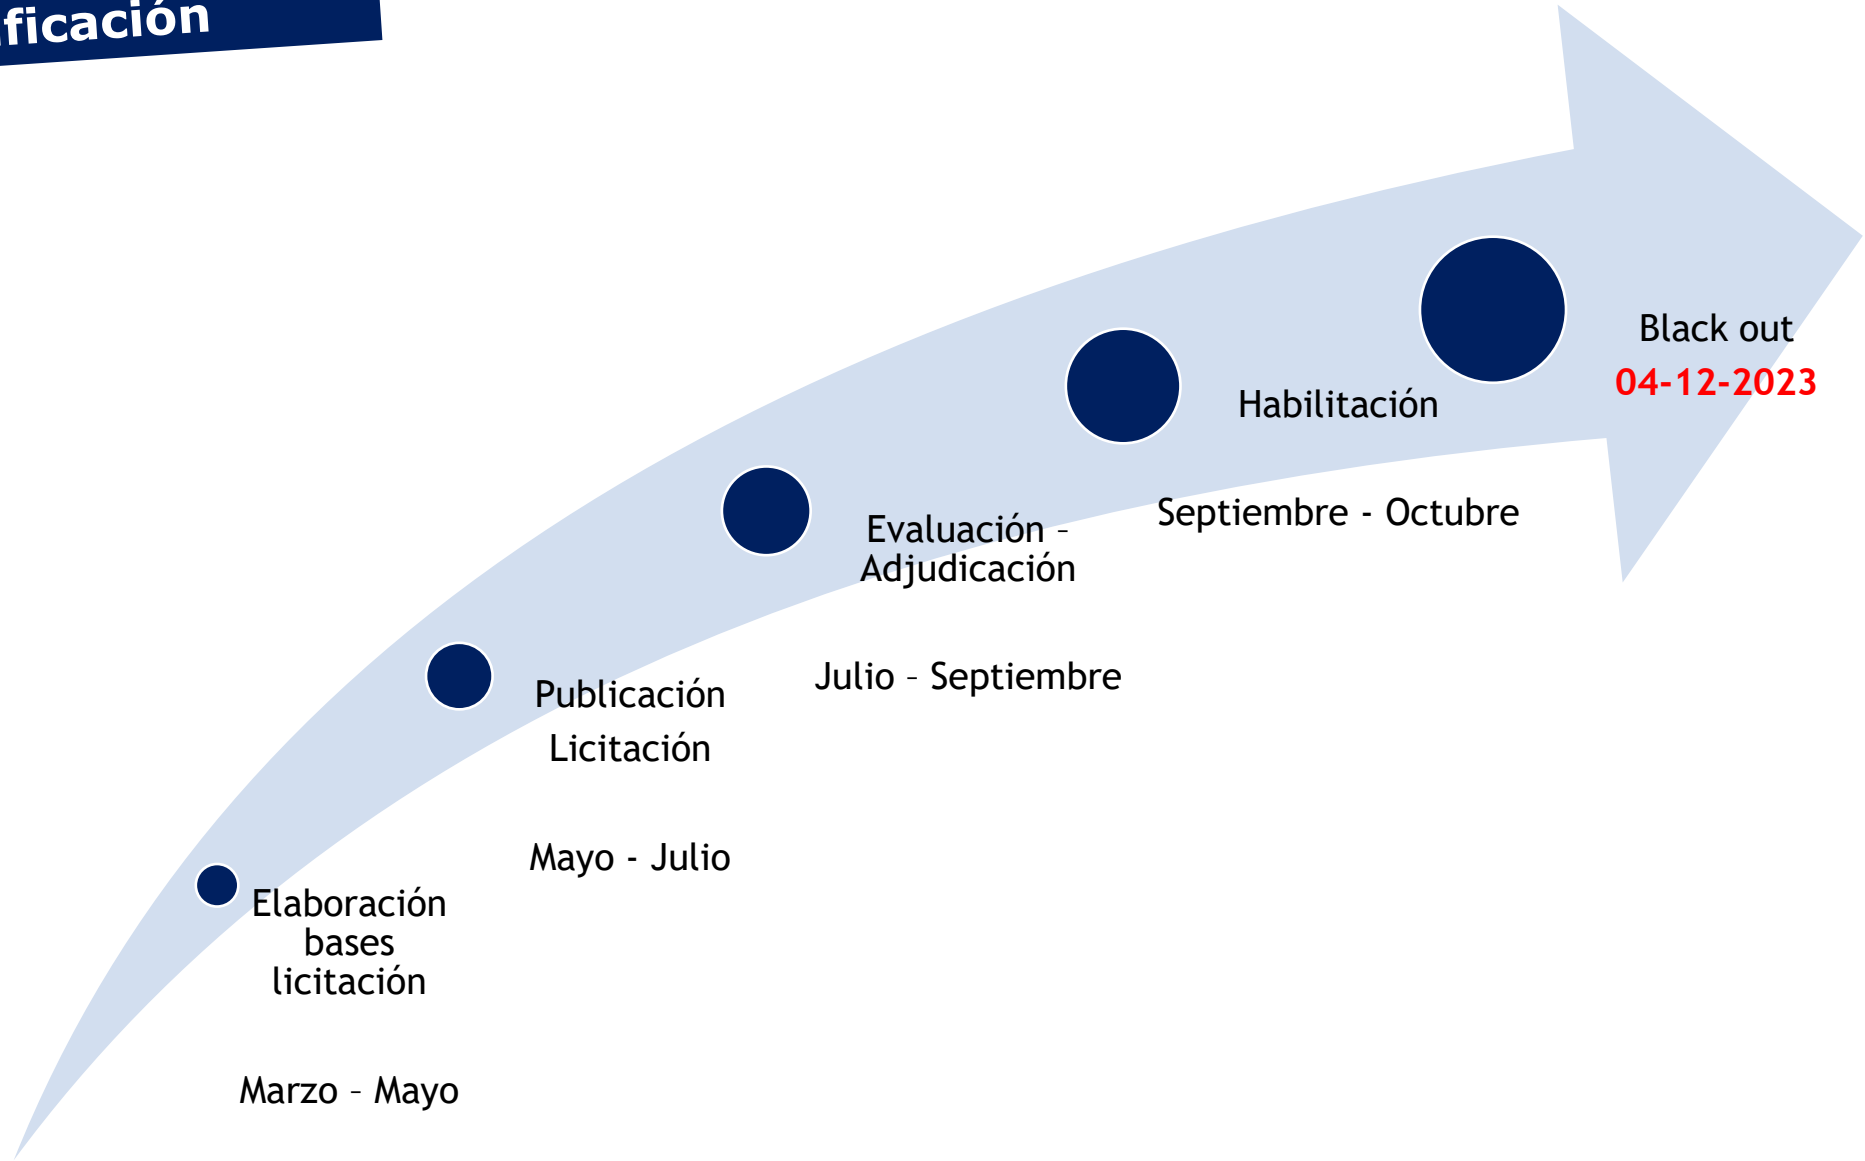 ificación
Elaboración
bases
licitación
Marzo – Mayo
Publicación
Licitación
Mayo - Julio
Evaluación –
Adjudicación
Julio – Septiembre
Habilitación
Septiembre - Octubre
Black out
04-12-2023